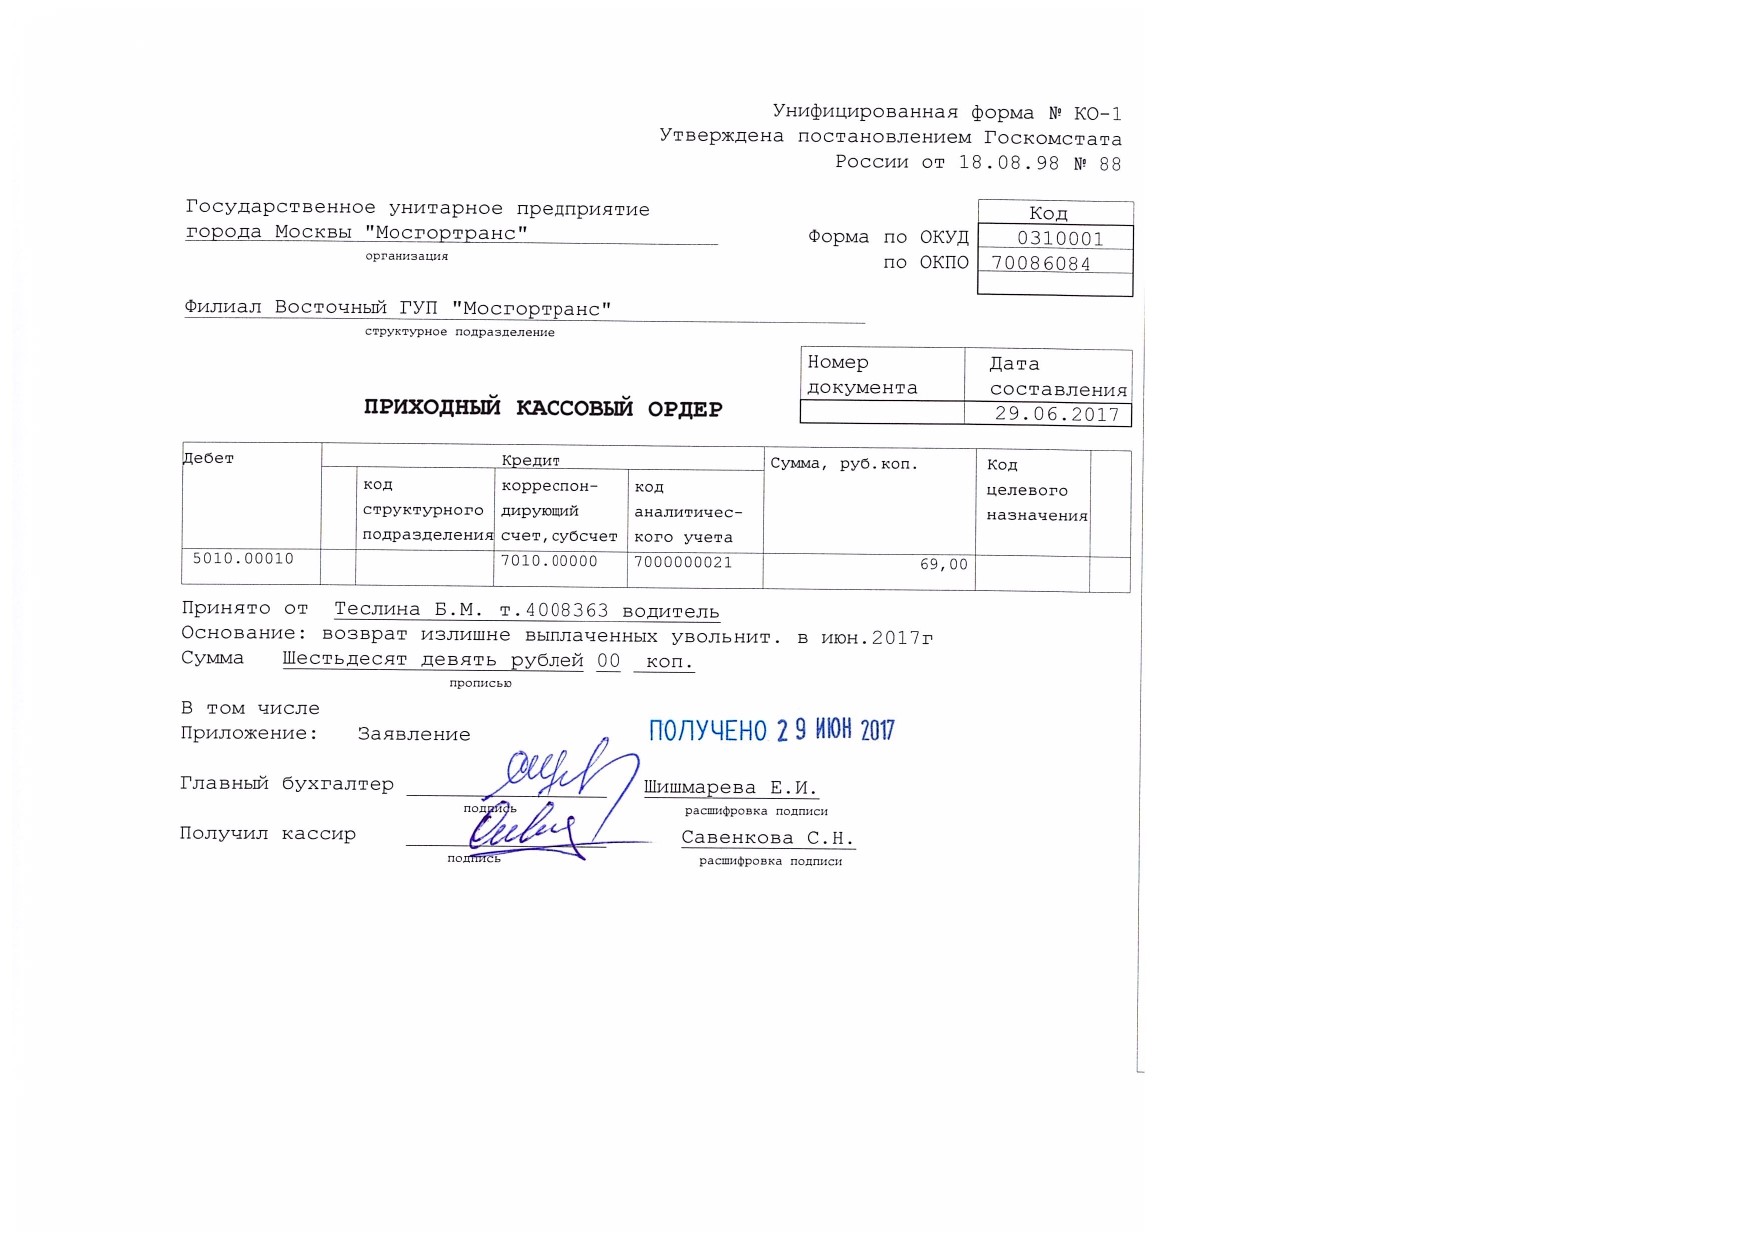 Унифицированная форма № КО-1
Утверждена постановлением Госкомстата
России от 18.08.98 № 88
Государственное унитарное предприятие
города Москвы "Мосгортранс"
организация
Код
Форма по ОКУД 0310001
по ОКПО 70086084
Филиал Восточный ГУП "Мосгортранс"
структурное подразделение
Номер документа
Дата составления
ПРИХОДНЫЙ КАССОВЫЙ ОРДЕР
29.06.2017
Дебет
Кредит
Сумма, руб.коп.
Код целевого назначения
код структурного подразделения
корреспон-
дирующий
счет,субсчет
код
аналитичес-
кого учета
5010.00010 7010.00000 7000000021 69,00
Принято от Теслина Б.М. т.4008363 водитель
Основание: возврат излишне выплаченных увольнит. в июн.2017г
Сумма Шестьдесят девять рублей 00 коп.
прописью
В том числе
Приложение: Заявление
ПОЛУЧЕНО 29 ИЮН 2017
Главный бухгалтер Шишмарева Е.И.
подпись расшифровка подписи
Получил кассир Савенкова С.Н.
подпись расшифровка подписи